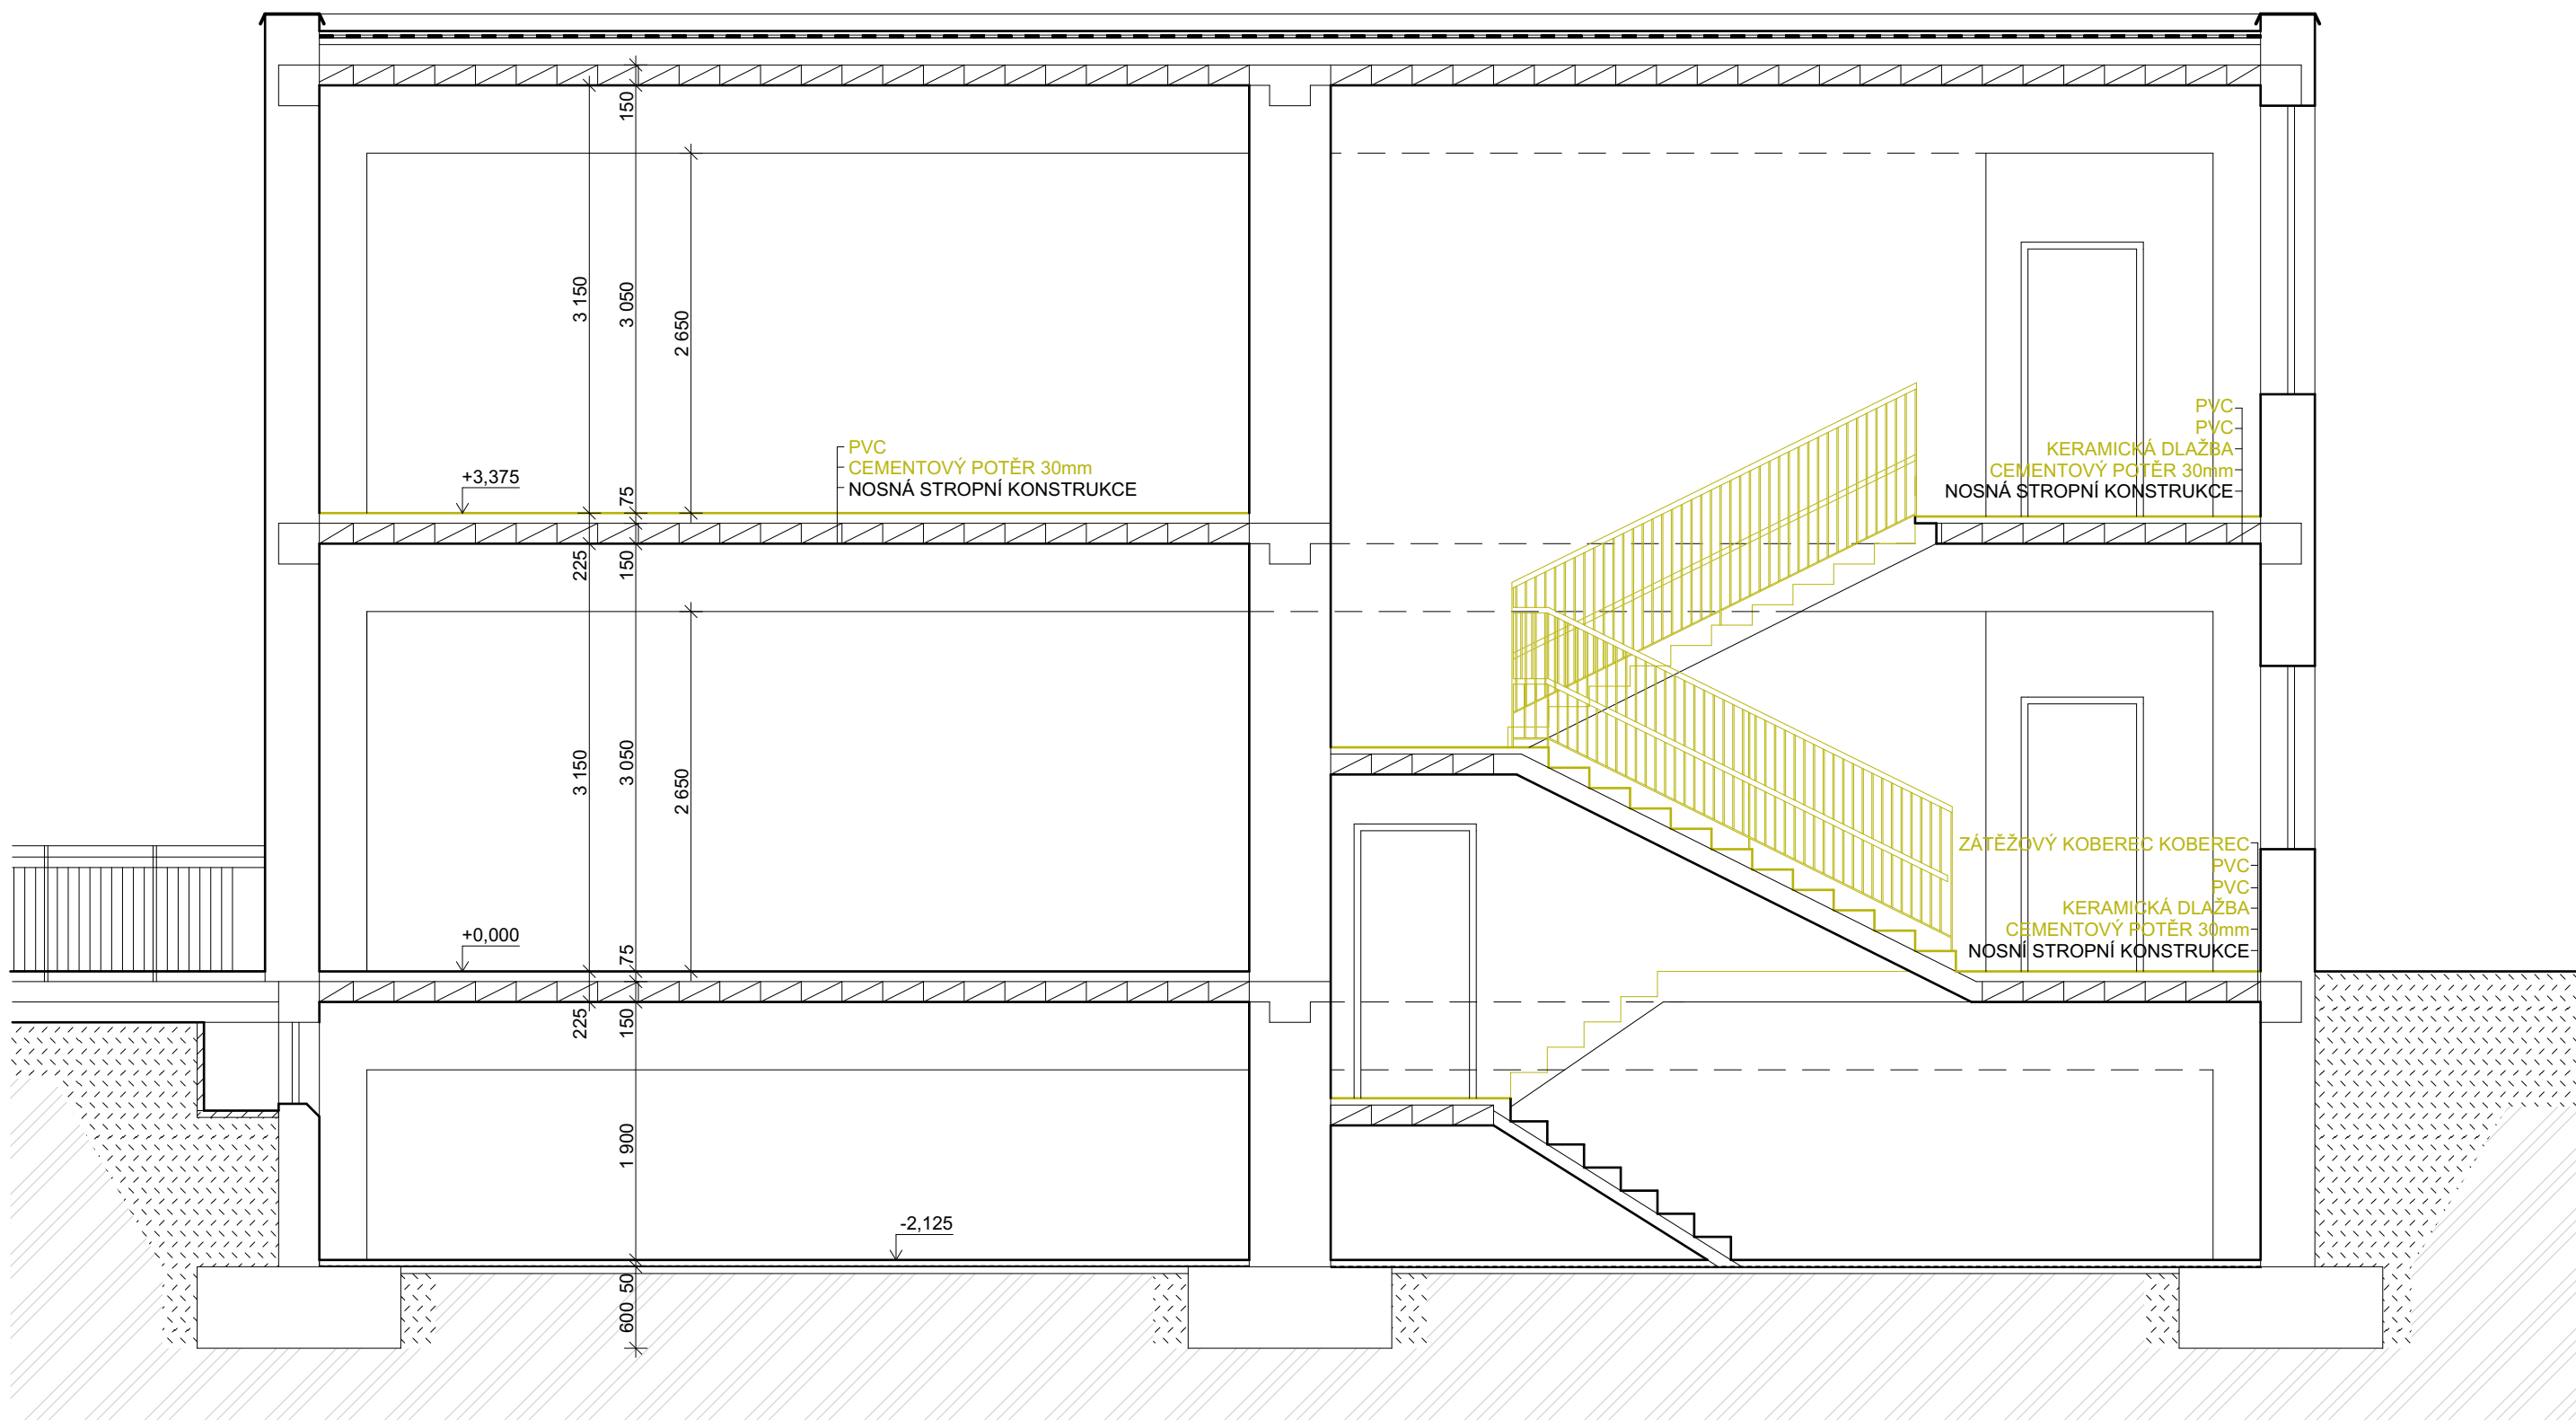 150
3 150
3 050
2 650
PVC
CEMENTOVÝ POTĚR 30mm
NOSNÁ STROPNÍ KONSTRUKCE
PVC
PVC
KERAMICKÁ DLAŽBA
CEMENTOVÝ POTĚR 30mm
NOSNÁ STROPNÍ KONSTRUKCE
+3,375
75
225
150
3 150
3 050
2 650
ZÁTĚŽOVÝ KOBEREC KOBEREC
PVC
PVC
KERAMICKÁ DLAŽBA
CEMENTOVÝ POTĚR 30mm
NOSNÍ STROPNÍ KONSTRUKCE
+0,000
75
225
150
1 900
-2,125
50
600